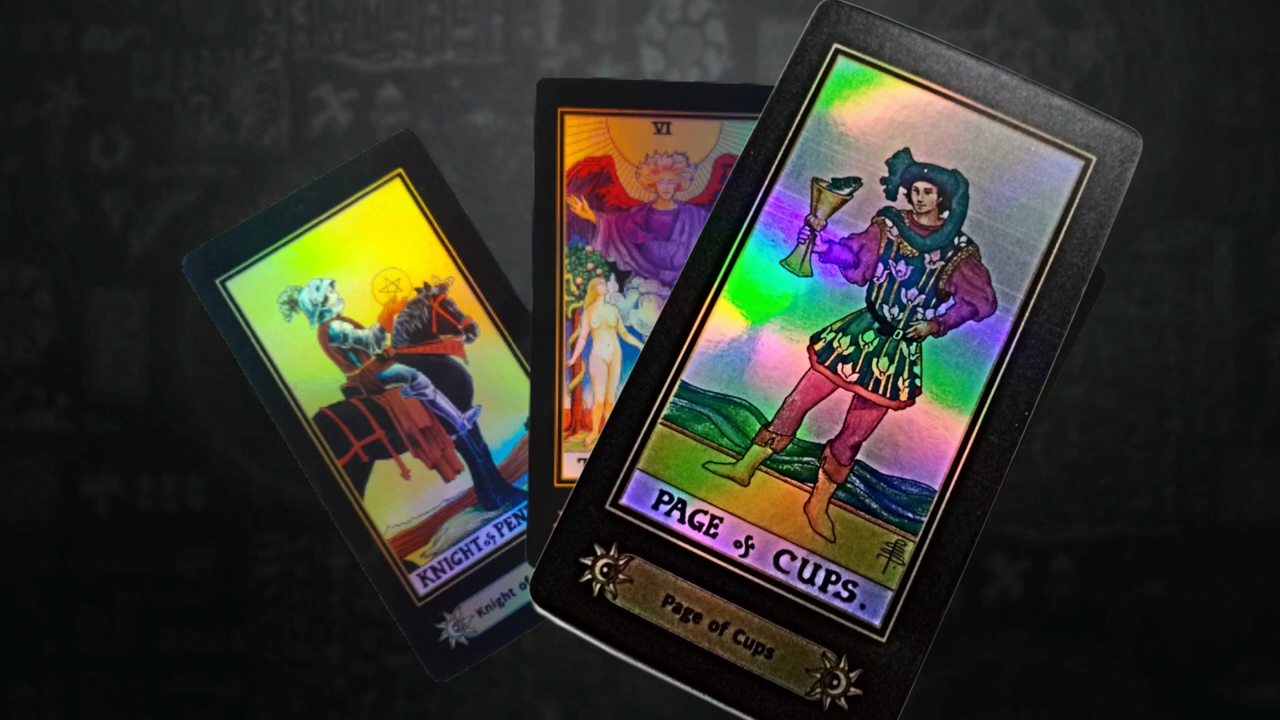 KNIGHT of PEN
Knight of
VI
T
PAGE of CUPS.
Page of Cups